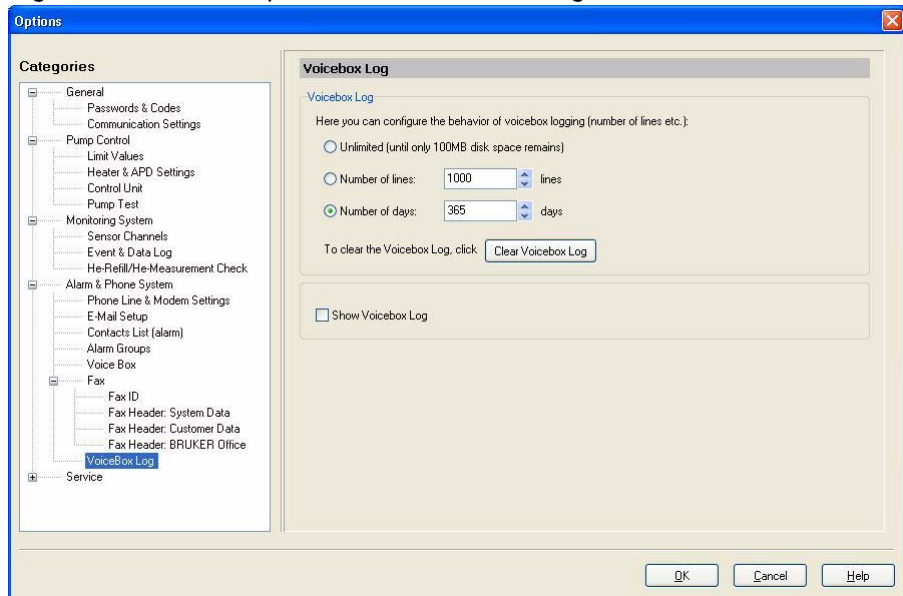 Options
Categories
General
Passwords & Codes
Communication Settings
Pump Control
Limit Values
Heater & APD Settings
Control Unit
Pump Test
Monitoring System
Sensor Channels
Event & Data Log
He-Refill/He-Measurement Check
Alarm & Phone System
Phone Line & Modem Settings
E-Mail Setup
Contacts List (alarm)
Alarm Groups
Voice Box
Fax
Fax ID
Fax Header: System Data
Fax Header: Customer Data
Fax Header: BRUKER Office
VoiceBox Log
Service
Voicebox Log
Voicebox Log
Here you can configure the behavior of voicebox logging (number of lines etc.):
Unlimited (until only 100MB disk space remains)
Number of lines: 1000 lines
Number of days: 365 days
To clear the Voicebox Log, click Clear Voicebox Log
Show Voicebox Log
OK Cancel Help